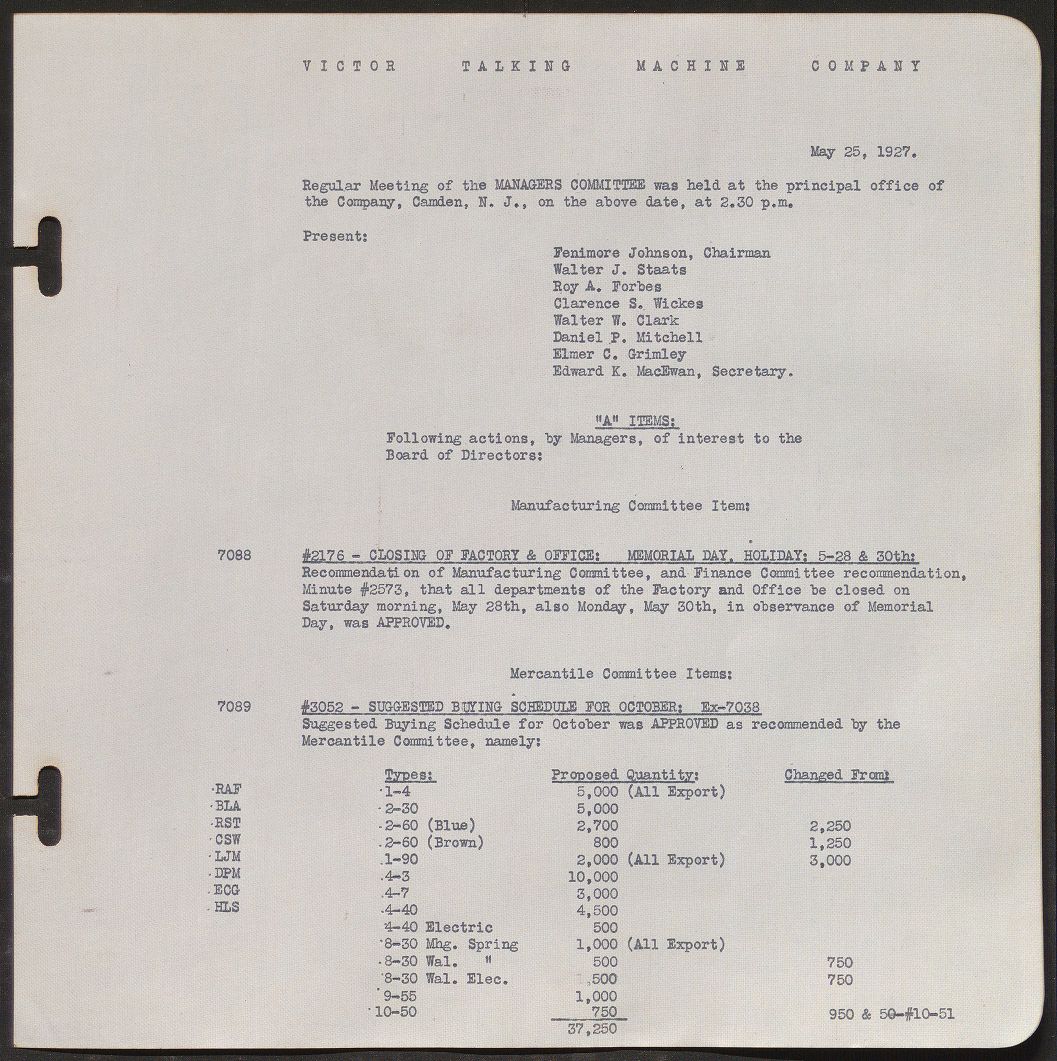 VICTOR TALKING MACHINE COMPANY
May 25, 1927.
Regular Meeting of the MANAGERS COMMITTEE was held at the principal office of
the Company, Camden, N. J., on the above date, at 2.30 p.m.
Present:
Fenimore Johnson, Chairman
Walter J. Staats
Roy A. Forbes
Clarence S. Wickes
Walter W. Clark
Daniel P. Mitchell
Elmer C. Grimley
Edward K. MacEwan, Secretary.
"A" ITEMS:
Following actions, by Managers, of interest to the
Board of Directors:
Manufacturing Committee Item:
7088 #2176 - CLOSING OF FACTORY & OFFICE: MEMORIAL DAY, HOLIDAY: 5-28 & 30th:
Recommendation of Manufacturing Committee, and Finance Committee recommendation,
Minute #2573, that all departments of the Factory and Office be closed on
Saturday morning, May 28th, also Monday, May 30th, in observance of Memorial
Day, was APPROVED.
Mercantile Committee Items:
7089 #3052 - SUGGESTED BUYING SCHEDULE FOR OCTOBER: Ex-7038
Suggested Buying Schedule for October was APPROVED as recommended by the
Mercantile Committee, namely:
Types: Proposed Quantity: Changed From:
RAF 1-4 5,000 (All Export)
BLA 2-30 5,000
RST 2-60 (Blue) 2,700 2,250
CSW 2-60 (Brown) 800 1,250
LJM 1-90 2,000 (All Export) 3,000
DPM 4-3 10,000
ECG 4-7 3,000
HLS 4-40 4,500
4-40 Electric 500
8-30 Mhg. Spring 1,000 (All Export)
8-30 Wal. " 500 750
8-30 Wal. Elec. 500 750
9-55 1,000
10-50 750 950 & 50-#10-51
37,250